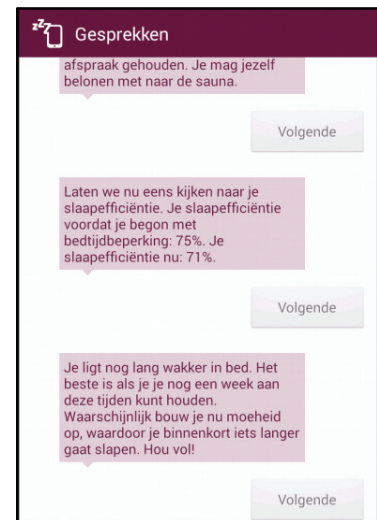 zzz
Gesprekken
afspraak gehouden. Je mag jezelf
belonen met naar de sauna.
Volgende
Laten we nu eens kijken naar je
slaapefficiëntie. Je slaapefficiëntie
voordat je begon met
bedtijdbeperking: 75%. Je
slaapefficiëntie nu: 71%.
Volgende
Je ligt nog lang wakker in bed. Het
beste is als je je nog een week aan
deze tijden kunt houden.
Waarschijnlijk bouw je nu moeheid
op, waardoor je binnenkort iets langer
gaat slapen. Hou vol!
Volgende